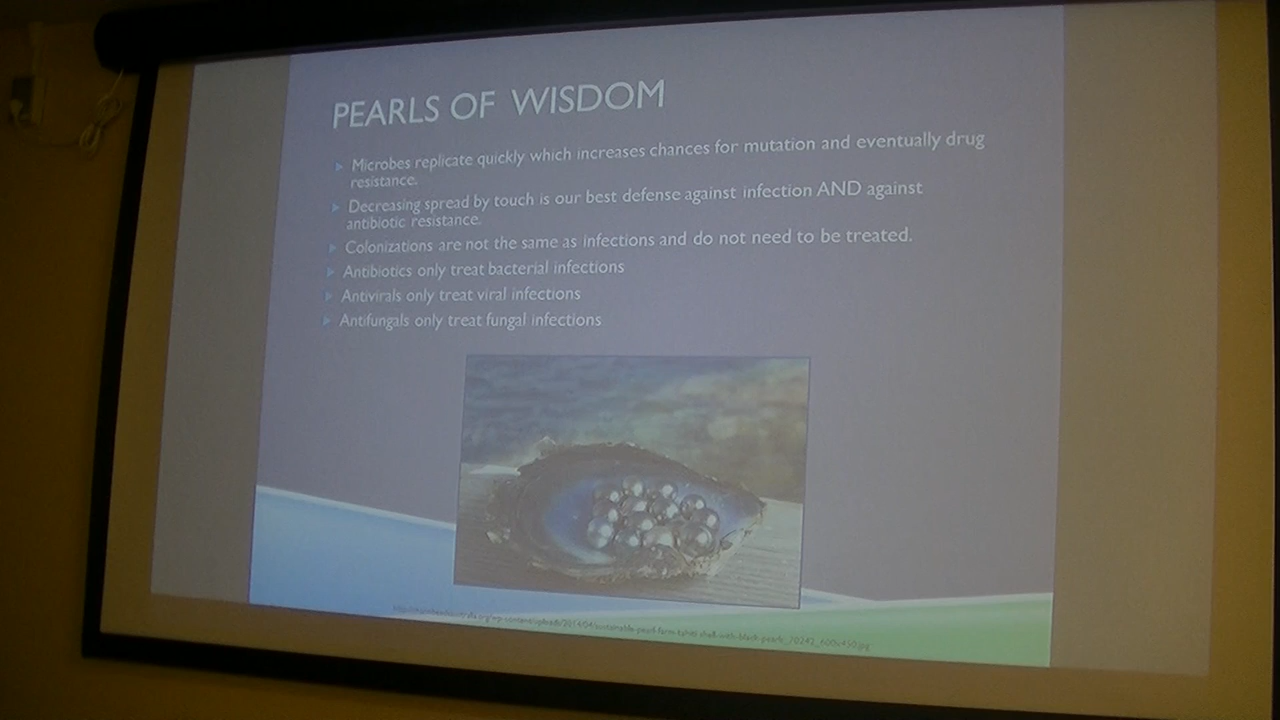 PEARLS OF WISDOM
Microbes replicate quickly which increases chances for mutation and eventually drug
resistance.
Decreasing spread by touch is our best defense against infection AND against
antibiotic resistance.
Colonizations are not the same as infections and do not need to be treated.
Antibiotics only treat bacterial infections
Antivirals only treat viral infections
Antifungals only treat fungal infections